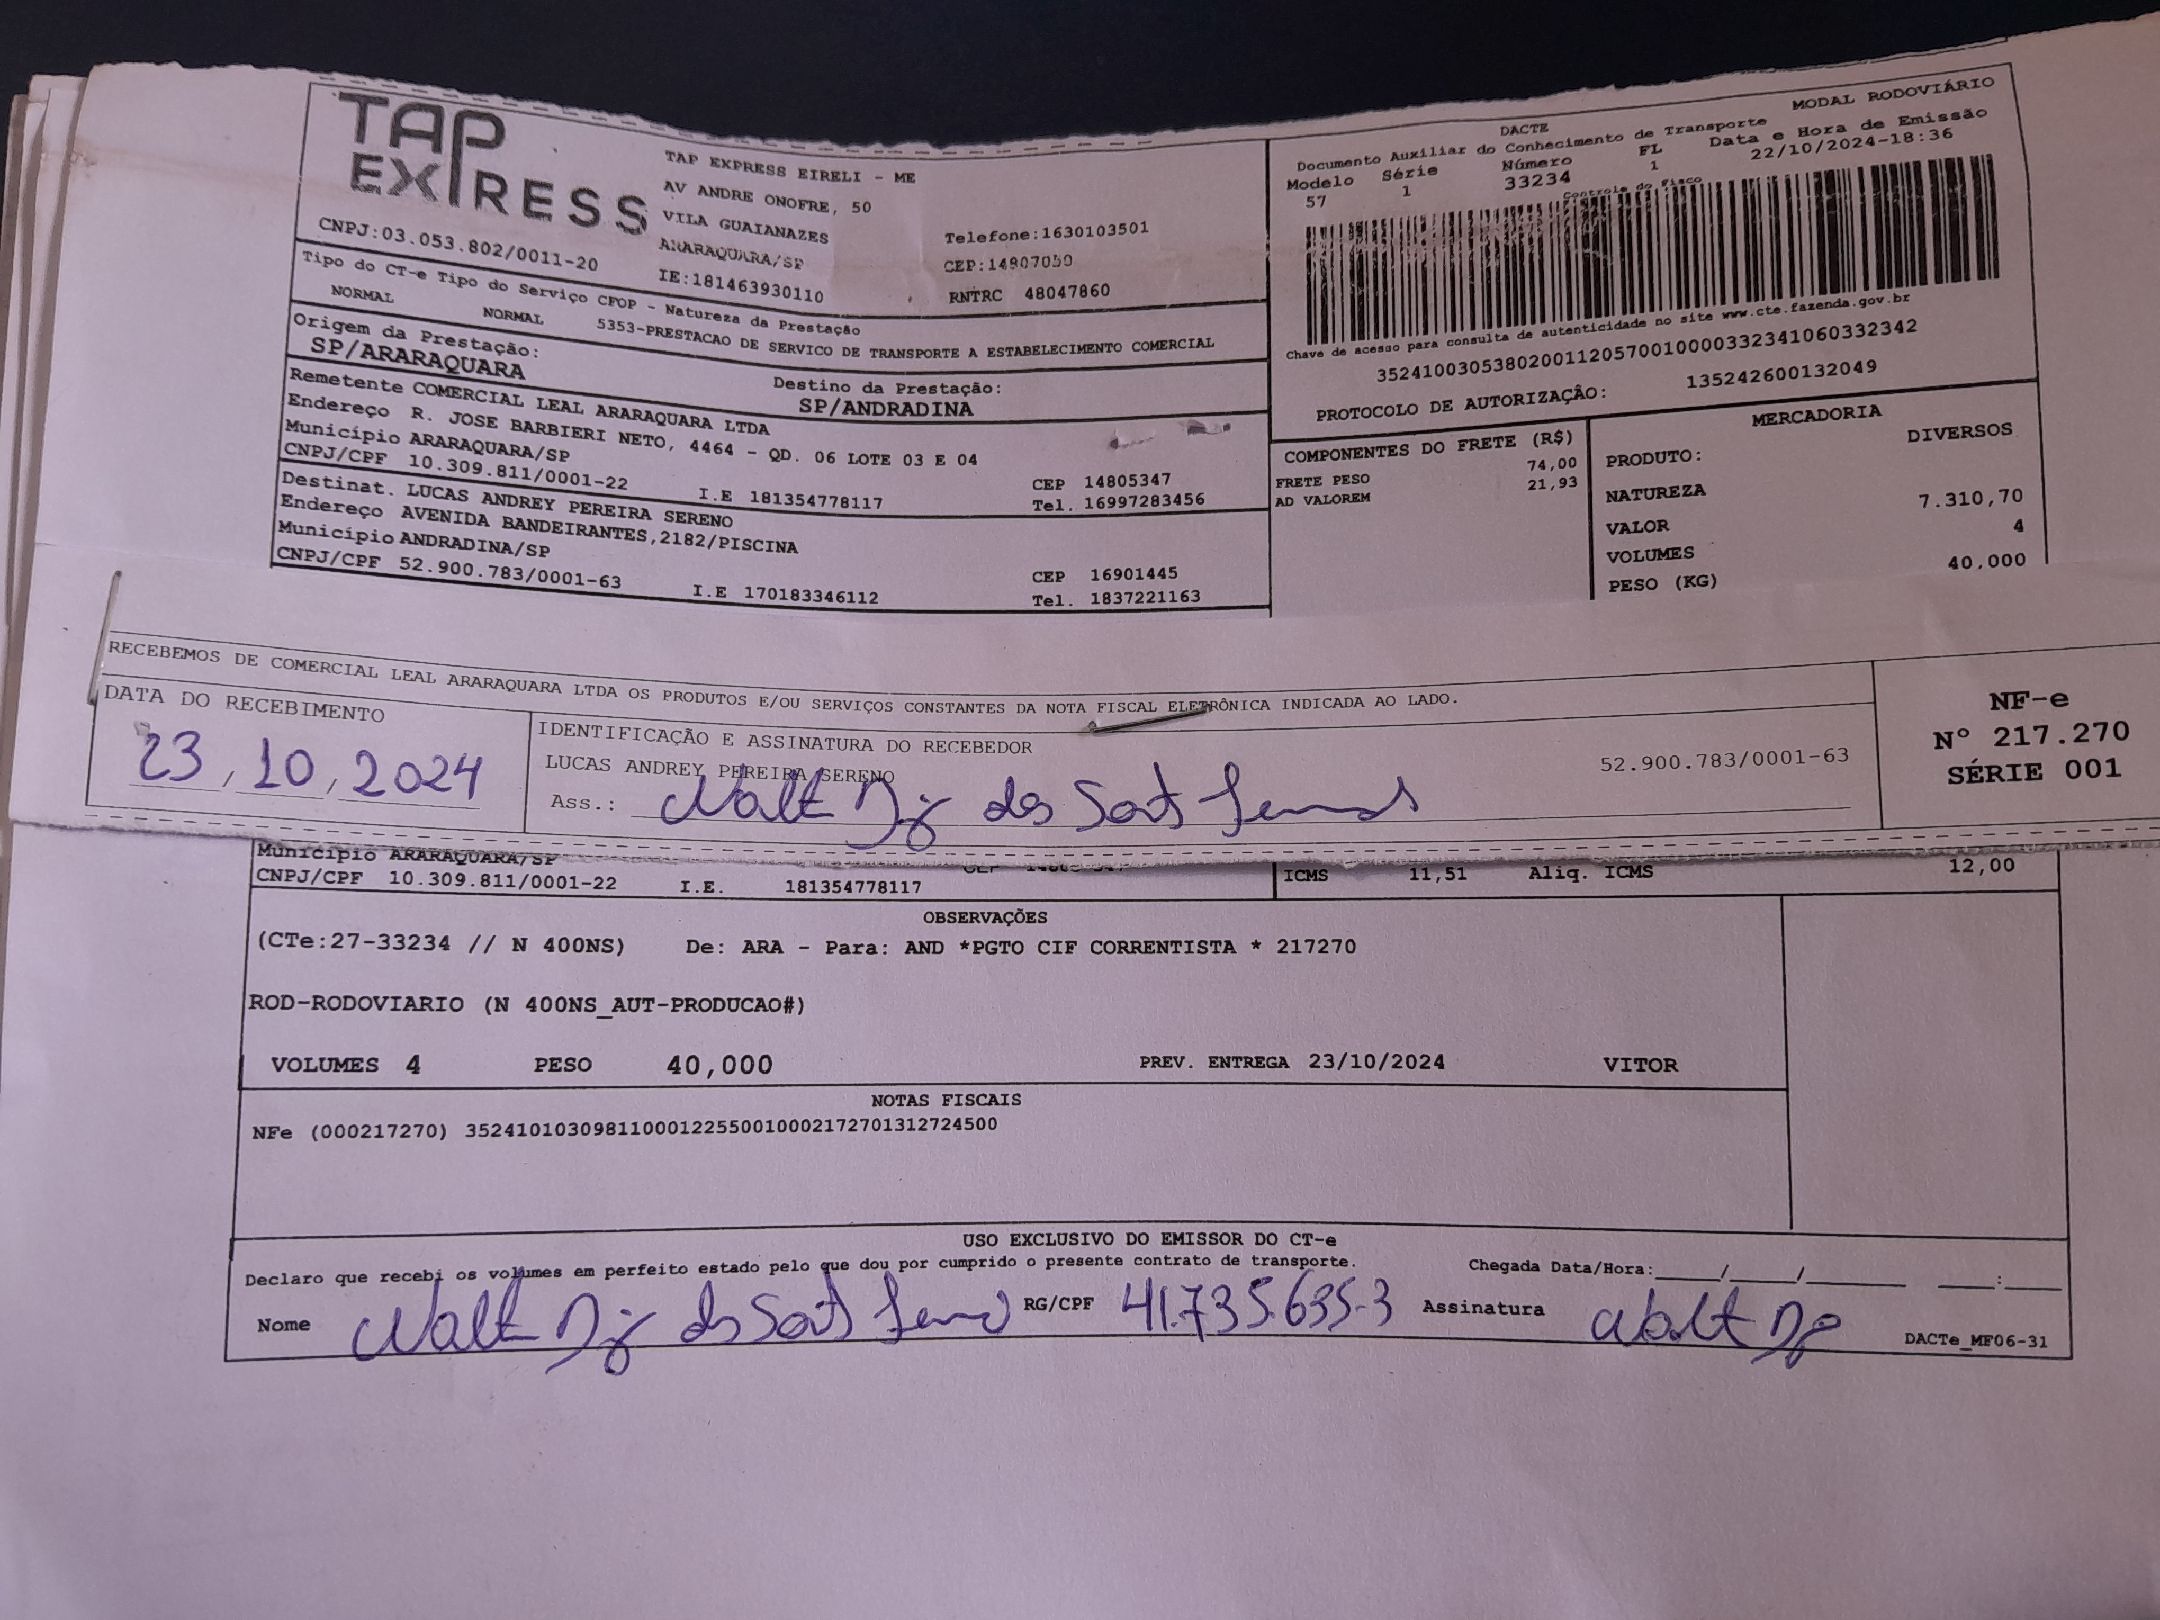 TAP
EXPRESS
TAP EXPRESS EIRELI - ME
AV ANDRE ONOFRE, 50
VILA GUAIANAZES
ARARAQUARA/SP
IE:181463930110
Telefone:1630103501
CEP:14807050
RNTRC 48047860
CNPJ:03.053.802/0011-20
Tipo do CT-e Tipo do Serviço CFOP - Natureza da Prestação
NORMAL NORMAL 5353-PRESTACAO DE SERVICO DE TRANSPORTE A ESTABELECIMENTO COMERCIAL
Origem da Prestação:
SP/ARARAQUARA
Destino da Prestação:
SP/ANDRADINA
Remetente COMERCIAL LEAL ARARAQUARA LTDA
Endereço R. JOSE BARBIERI NETO, 4464 - QD. 06 LOTE 03 E 04
Município ARARAQUARA/SP CEP 14805347
CNPJ/CPF 10.309.811/0001-22 I.E 181354778117 Tel. 16997283456
Destinat. LUCAS ANDREY PEREIRA SERENO
Endereço AVENIDA BANDEIRANTES,2182/PISCINA
Município ANDRADINA/SP CEP 16901445
CNPJ/CPF 52.900.783/0001-63 I.E 170183346112 Tel. 1837221163
DACTE MODAL RODOVIÁRIO
Documento Auxiliar do Conhecimento de Transporte
Modelo Série Número FL Data e Hora de Emissão
57 1 33234 1 22/10/2024-18:36
Controle do Fisco
Chave de acesso para consulta de autenticidade no site www.cte.fazenda.gov.br
35241003053802001120570010000332341060332342
PROTOCOLO DE AUTORIZAÇÂO: 135242600132049
COMPONENTES DO FRETE (R$)
FRETE PESO 74,00
AD VALOREM 21,93
MERCADORIA
PRODUTO: DIVERSOS
NATUREZA
VALOR 7.310,70
VOLUMES 4
PESO (KG) 40,000
RECEBEMOS DE COMERCIAL LEAL ARARAQUARA LTDA OS PRODUTOS E/OU SERVIÇOS CONSTANTES DA NOTA FISCAL ELETRÔNICA INDICADA AO LADO.
DATA DO RECEBIMENTO
23/10/2024
IDENTIFICAÇÃO E ASSINATURA DO RECEBEDOR
LUCAS ANDREY PEREIRA SERENO 52.900.783/0001-63
Ass.:
NF-e
Nº 217.270
SÉRIE 001
Município ARARAQUARA/SP
CNPJ/CPF 10.309.811/0001-22 I.E. 181354778117
ICMS 11,51 Aliq. ICMS 12,00
OBSERVAÇÕES
(CTe:27-33234 // N 400NS) De: ARA - Para: AND *PGTO CIF CORRENTISTA * 217270
ROD-RODOVIARIO (N 400NS_AUT-PRODUCAO#)
VOLUMES 4 PESO 40,000 PREV. ENTREGA 23/10/2024 VITOR
NOTAS FISCAIS
NFe (000217270) 35241010309811000122550010002172701312724500
USO EXCLUSIVO DO EMISSOR DO CT-e
Declaro que recebi os volumes em perfeito estado pelo que dou por cumprido o presente contrato de transporte.
Chegada Data/Hora:____/____/________ ____:____
Nome RG/CPF 41.735.635-3 Assinatura
DACTe_MF06-31